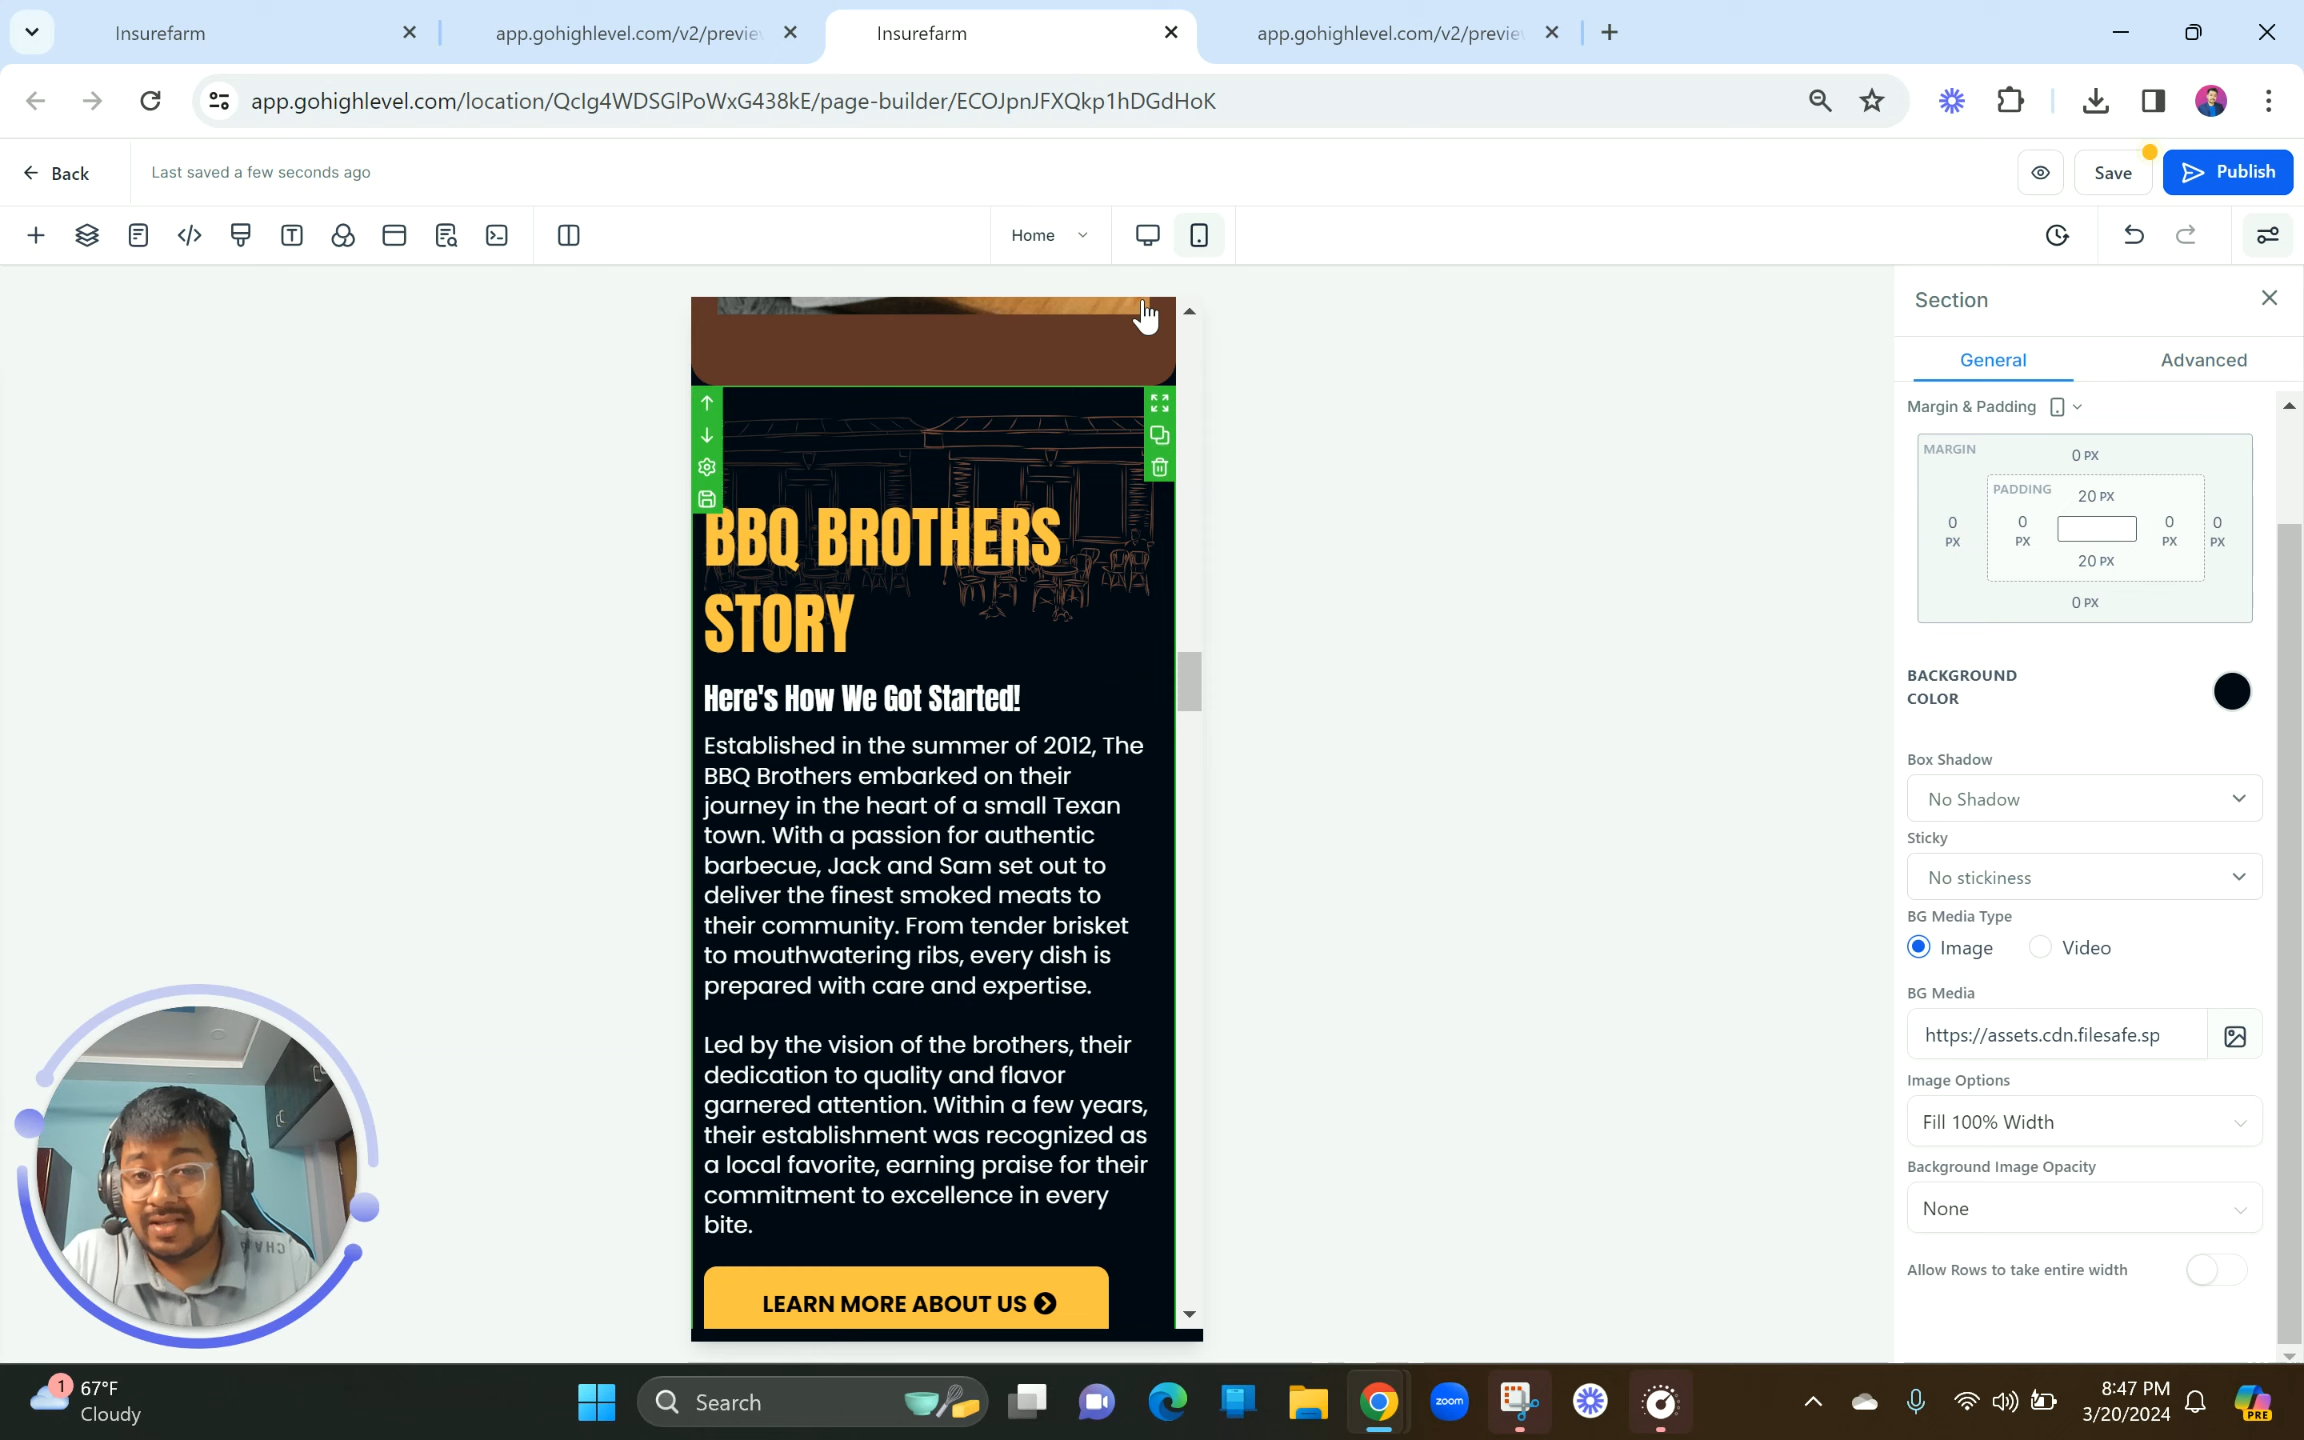 Insurefarm
app.gohighlevel.com/v2/previe
Insurefarm
app.gohighlevel.com/v2/previe
app.gohighlevel.com/location/Qclg4WDSGlPoWxG438kE/page-builder/ECOJpnJFXQkp1hDGdHoK
Back
Last saved a few seconds ago
Save
Publish
Home
Section
General
Advanced
Margin & Padding
MARGIN
0 PX
PADDING
20 PX
0 PX
0 PX
0 PX
0 PX
20 PX
0 PX
BACKGROUND
COLOR
Box Shadow
No Shadow
Sticky
No stickiness
BG Media Type
Image
Video
BG Media
https://assets.cdn.filesafe.sp
Image Options
Fill 100% Width
Background Image Opacity
None
Allow Rows to take entire width
BBQ BROTHERS
STORY
Here's How We Got Started!
Established in the summer of 2012, The
BBQ Brothers embarked on their
journey in the heart of a small Texan
town. With a passion for authentic
barbecue, Jack and Sam set out to
deliver the finest smoked meats to
their community. From tender brisket
to mouthwatering ribs, every dish is
prepared with care and expertise.
Led by the vision of the brothers, their
dedication to quality and flavor
garnered attention. Within a few years,
their establishment was recognized as
a local favorite, earning praise for their
commitment to excellence in every
bite.
LEARN MORE ABOUT US
1
67°F
Cloudy
Search
zoom
8:47 PM
3/20/2024
PRE